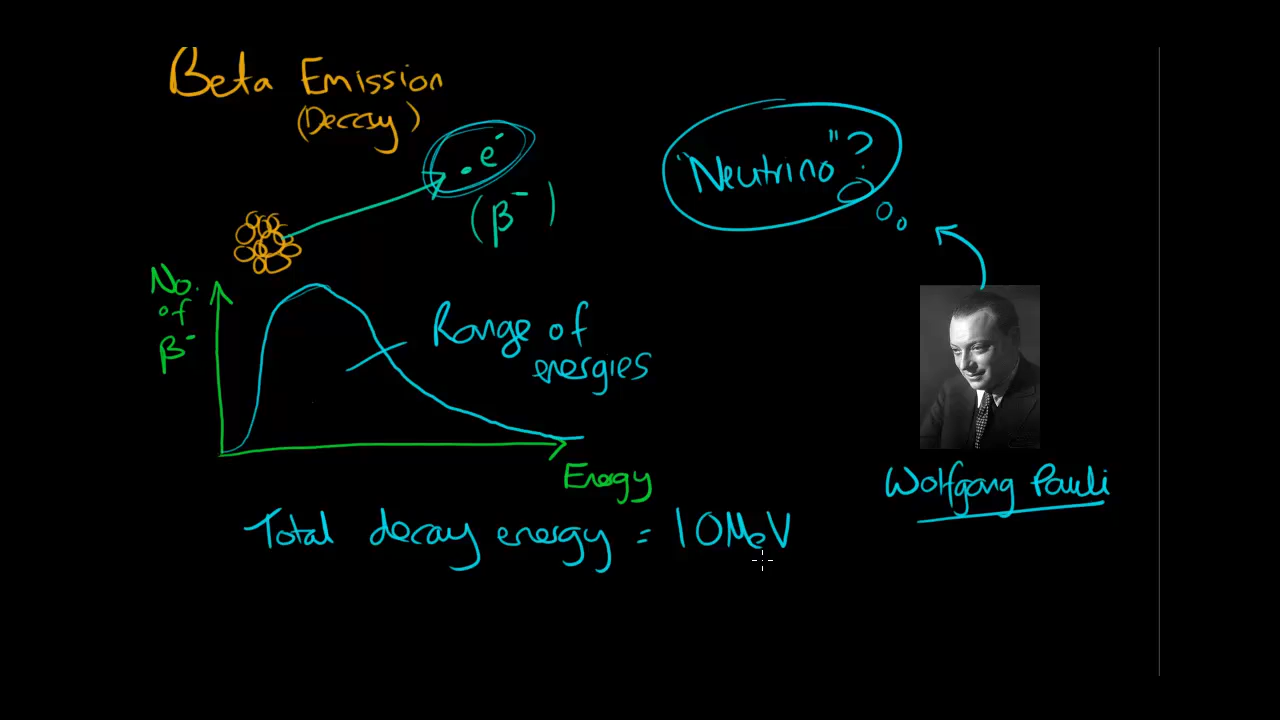 Beta Emission
(Decay)
e⁻
(β⁻)
"Neutrino"?
No.
of
β⁻
Range of
energies
Energy
Wolfgang Pauli
Total decay energy = 10MeV